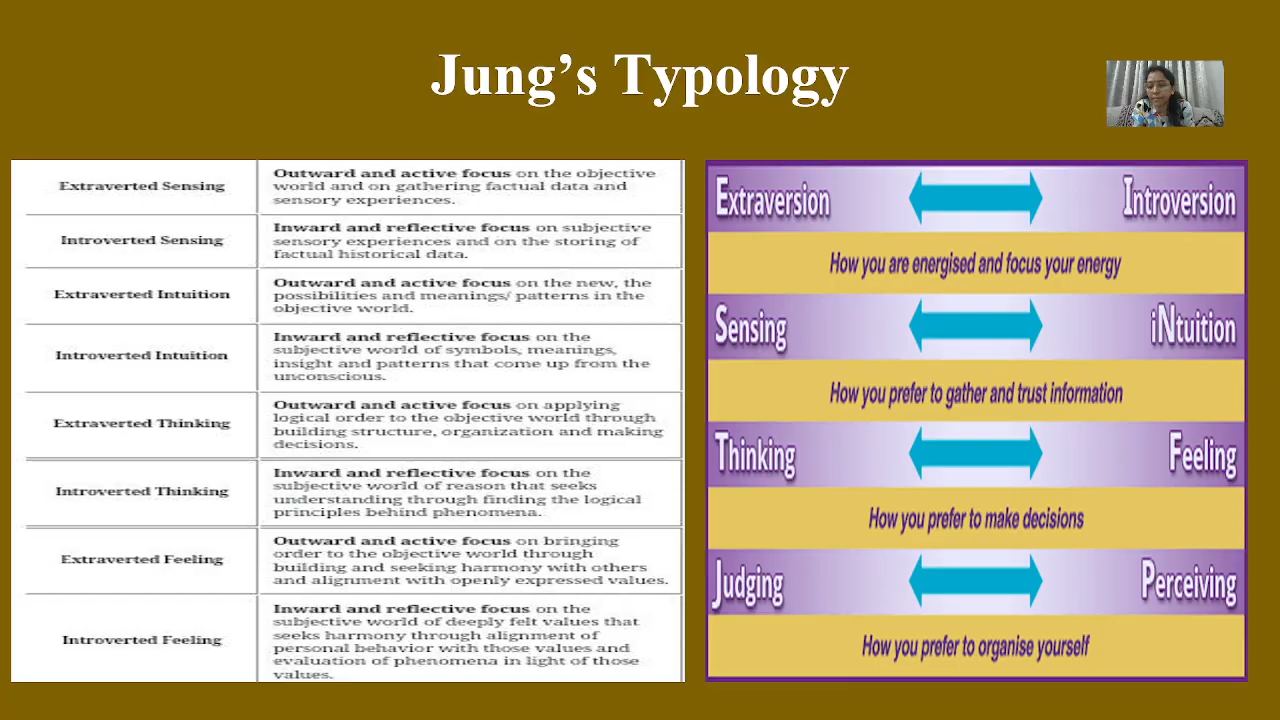 Jung's Typology
Extraverted Sensing
Outward and active focus on the objective
world and on gathering factual data and
sensory experiences.
Introverted Sensing
Inward and reflective focus on subjective
sensory experiences and on the storing of
factual historical data.
Extraverted Intuition
Outward and active focus on the new, the
possibilities and meanings/ patterns in the
objective world.
Introverted Intuition
Inward and reflective focus on the
subjective world of symbols, meanings,
insight and patterns that come up from the
unconscious.
Extraverted Thinking
Outward and active focus on applying
logical order to the objective world through
building structure, organization and making
decisions.
Introverted Thinking
Inward and reflective focus on the
subjective world of reason that seeks
understanding through finding the logical
principles behind phenomena.
Extraverted Feeling
Outward and active focus on bringing
order to the objective world through
building and seeking harmony with others
and alignment with openly expressed values.
Introverted Feeling
Inward and reflective focus on the
subjective world of deeply felt values that
seeks harmony through alignment of
personal behavior with those values and
evaluation of phenomena in light of those
values.
Extraversion Introversion
How you are energised and focus your energy
Sensing iNtuition
How you prefer to gather and trust information
Thinking Feeling
How you prefer to make decisions
Judging Perceiving
How you prefer to organise yourself